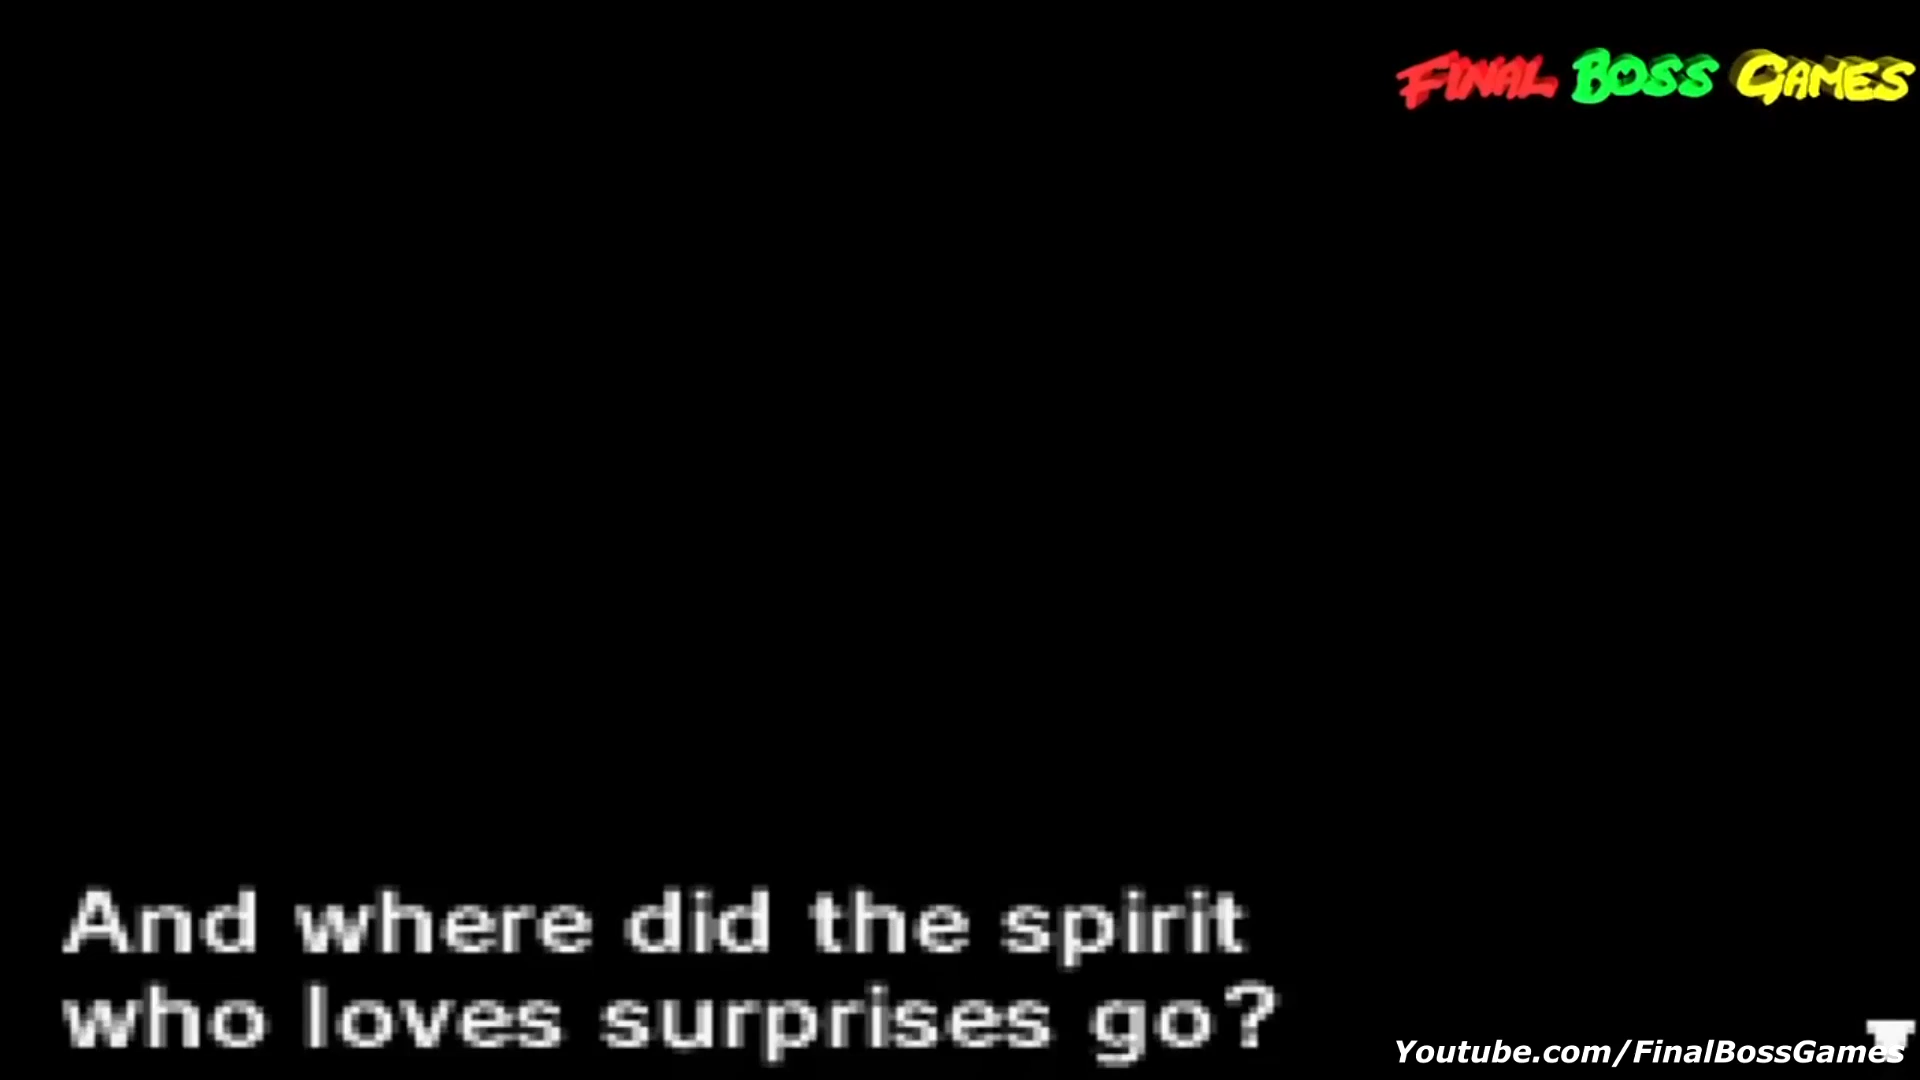 Final Boss Games
And where did the spirit
who loves surprises go?
Youtube.com/FinalBossGames